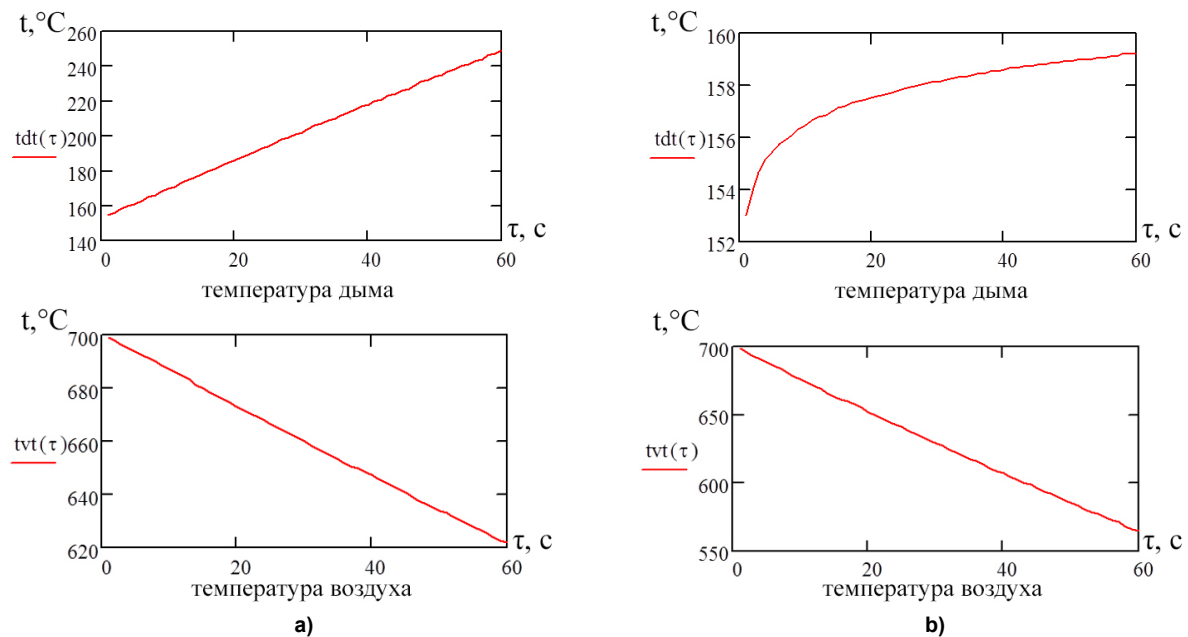 t,°C
260
240
220
tdt(τ)
200
180
160
140
τ, c
0 20 40 60
температура дыма
t,°C
160
158
tdt(τ)
156
154
152
τ, c
0 20 40 60
температура дыма
t,°C
700
680
tvt(τ)
660
640
620
τ, c
0 20 40 60
температура воздуха
a)
t,°C
700
650
tvt(τ)
600
550
τ, c
0 20 40 60
температура воздуха
b)